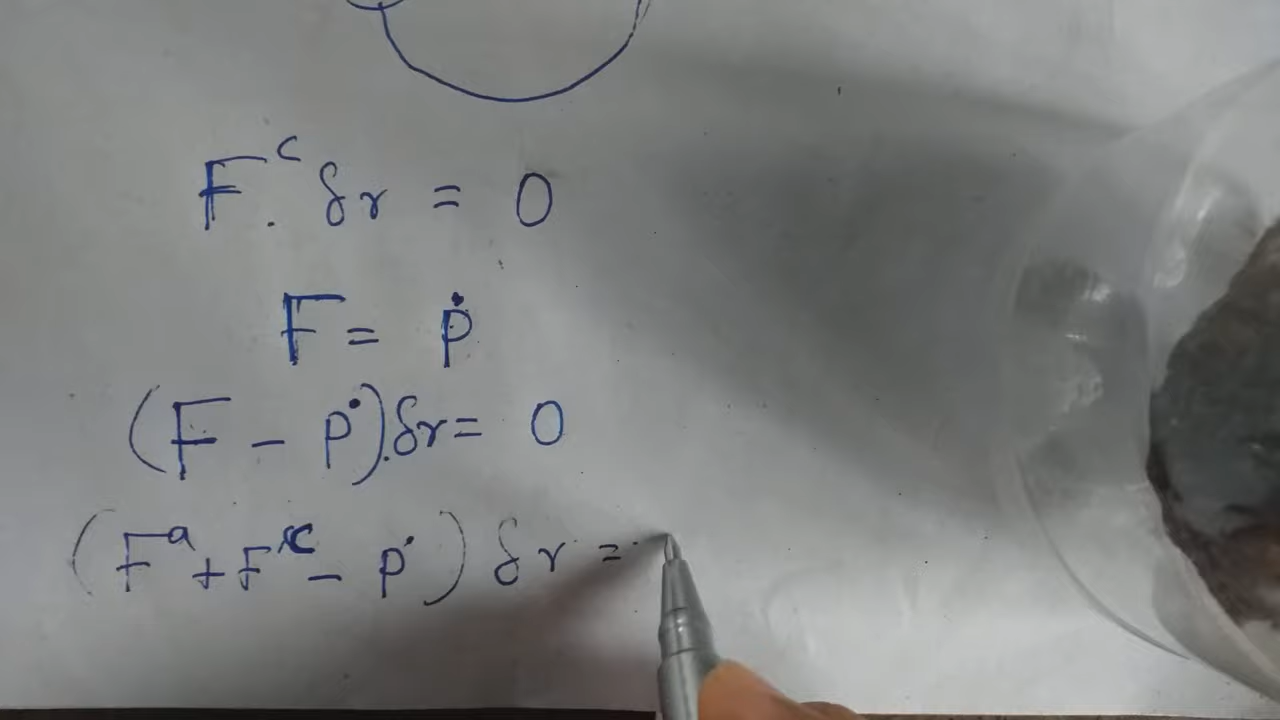 F^c . δr = 0
F = ṗ
(F - ṗ).δr = 0
(F^a + F^c - ṗ) δr =